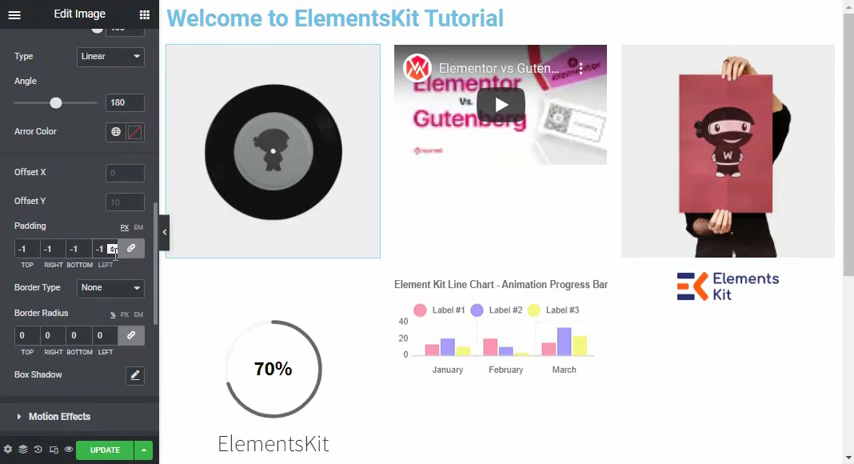 Edit Image
Welcome to ElementsKit Tutorial
Type
Linear
Angle
180
Arror Color
Offset X
0
Offset Y
10
Padding
PX EM
-1 -1 -1 -1
TOP RIGHT BOTTOM LEFT
Border Type
None
Border Radius
% PX EM
0 0 0 0
TOP RIGHT BOTTOM LEFT
Box Shadow
Motion Effects
UPDATE
Elementor vs Guten...
Elementor
Vs.
Gutenberg
W
Elements
Kit
Element Kit Line Chart - Animation Progress Bar
Label #1 Label #2 Label #3
40
20
0
January February March
70%
ElementsKit